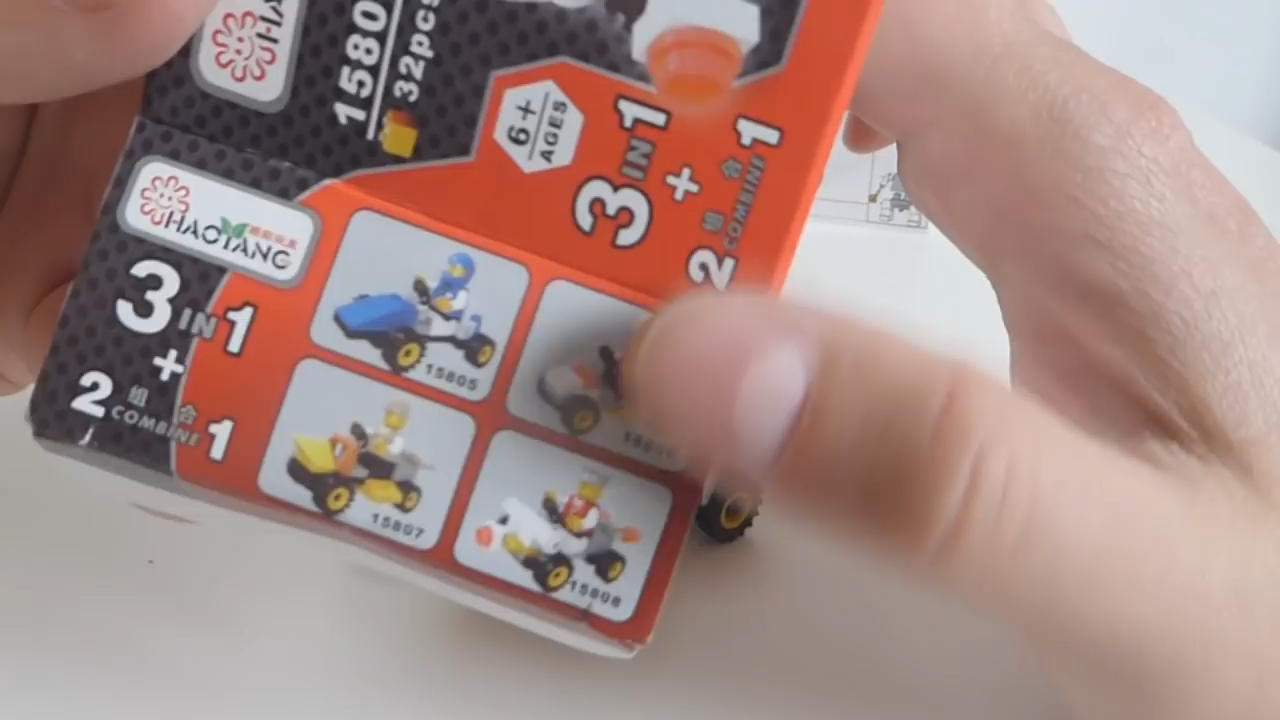 1580
32pcs
6+
AGES
3 IN 1
+
2 组 合 1
COMBINE
HAOTANG
3 IN 1
+
2 组 合 1
COMBINE
15805
15807
15808